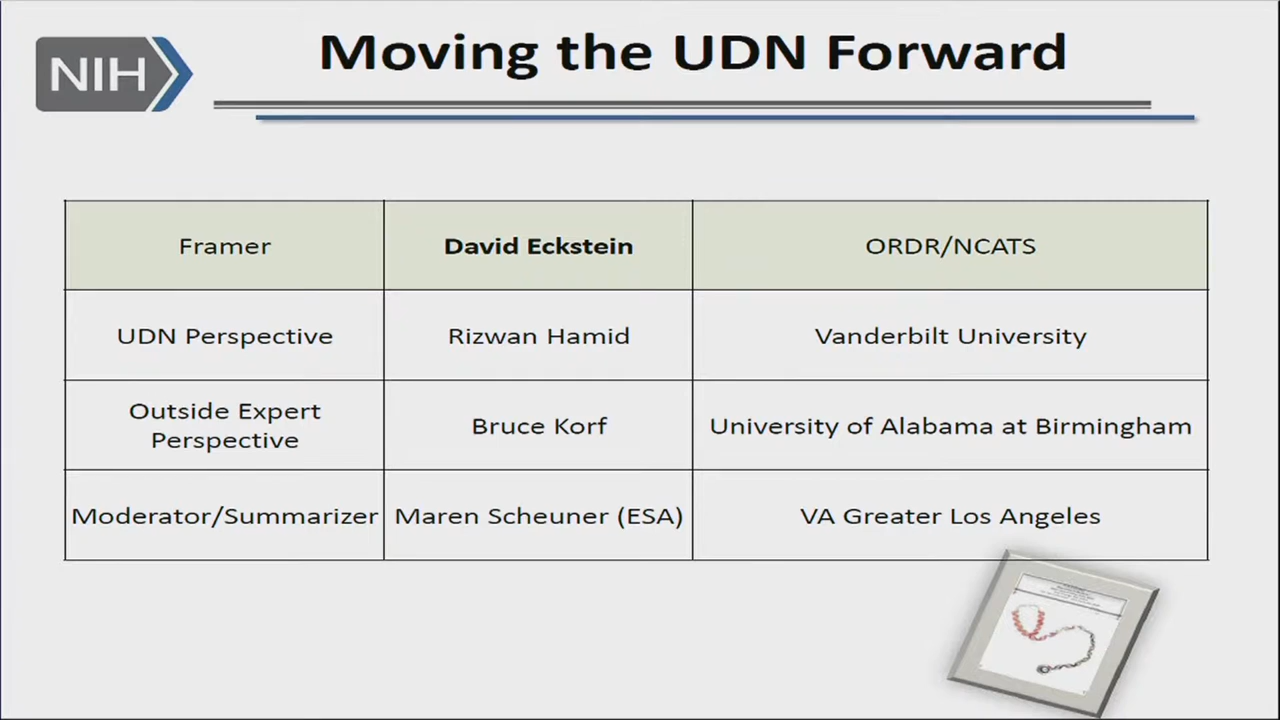 NIH
Moving the UDN Forward
Framer
David Eckstein
ORDR/NCATS
UDN Perspective
Rizwan Hamid
Vanderbilt University
Outside Expert
Perspective
Bruce Korf
University of Alabama at Birmingham
Moderator/Summarizer
Maren Scheuner (ESA)
VA Greater Los Angeles